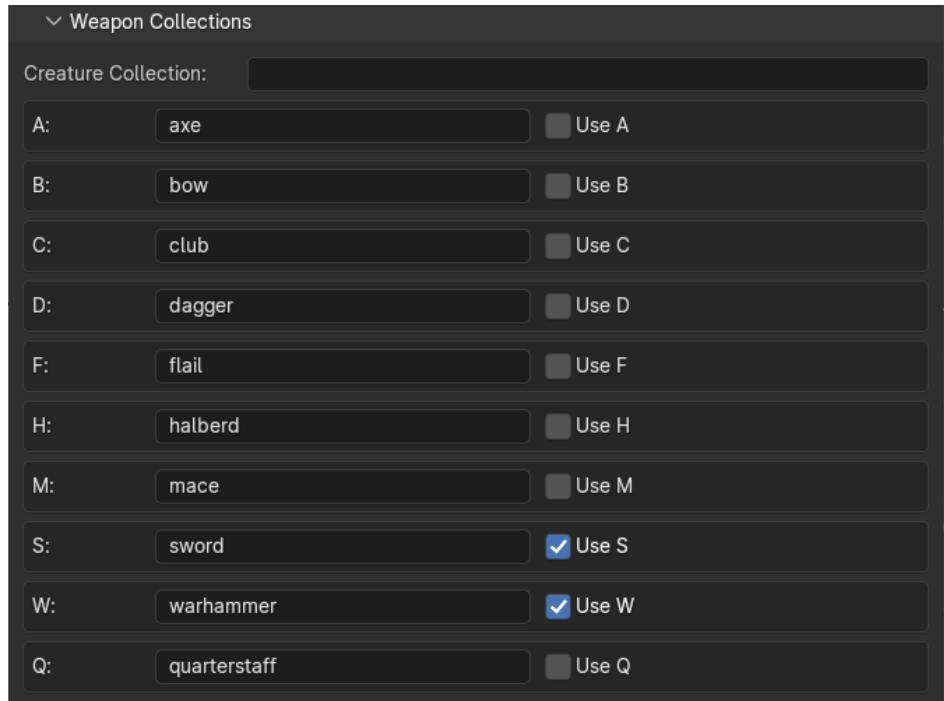 Weapon Collections
Creature Collection:
A: axe Use A
B: bow Use B
C: club Use C
D: dagger Use D
F: flail Use F
H: halberd Use H
M: mace Use M
S: sword Use S
W: warhammer Use W
Q: quarterstaff Use Q